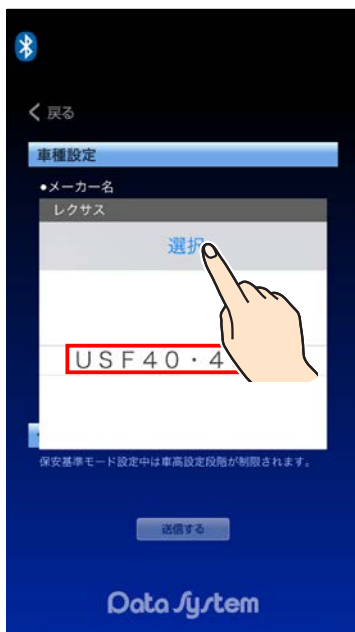 戻る
車種設定
•メーカー名
レクサス
選択
USF40・4
保安基準モード設定中は車高設定段階が制限されます。
送信する
Data System